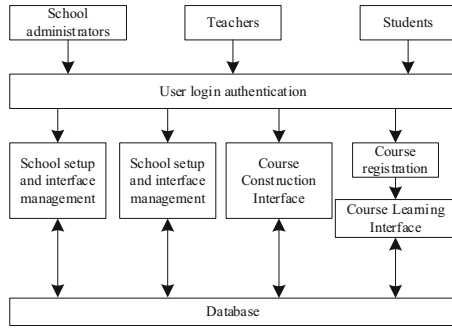 School
administrators
Teachers
Students
User login authentication
School setup
and interface
management
School setup
and interface
management
Course
Construction
Interface
Course
registration
Course Learning
Interface
Database